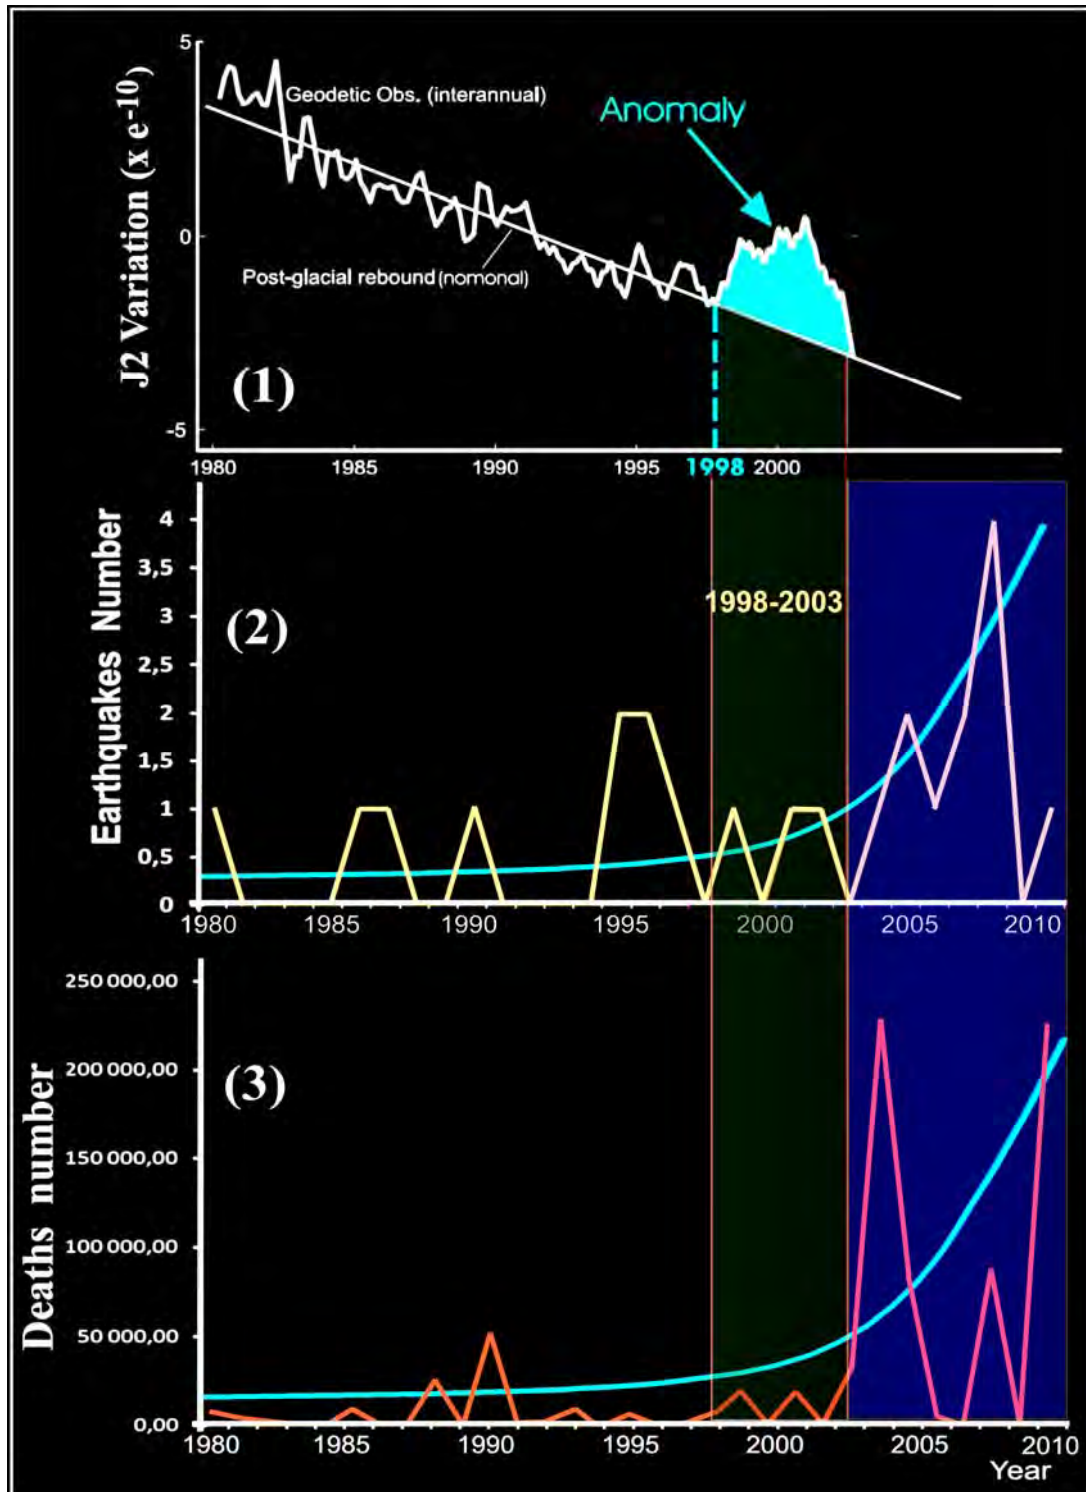 5
Geodetic Obs. (interannual)
Anomaly
J2 Variation (x e-10)
0
Post-glacial rebound (nomonal)
(1)
-5
1980 1985 1990 1995 1998 2000
Earthquakes Number
4
3,5
3
2,5
2
1,5
1
0,5
0
(2)
1998-2003
1980 1985 1990 1995 2000 2005 2010
Deaths number
250 000,00
200 000,00
150 000,00
100 000,00
50 000,00
0,00
(3)
1980 1985 1990 1995 2000 2005 2010
Year